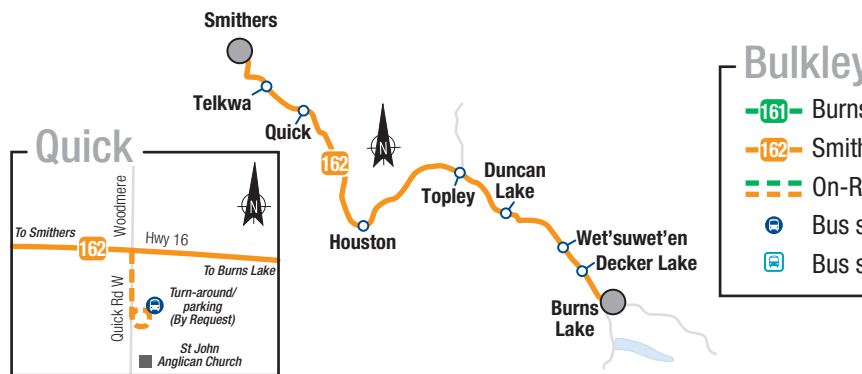 Smithers
Telkwa
Quick
162
N
Houston
Topley
Duncan
Lake
Wet'suwet'en
Decker Lake
Burns
Lake
Quick
Woodmere
N
To Smithers
162
Hwy 16
To Burns Lake
Quick Rd W
Turn-around/
parking
(By Request)
St John
Anglican Church
Bulkley
161 Burns
162 Smith
On-R
Bus s
Bus s